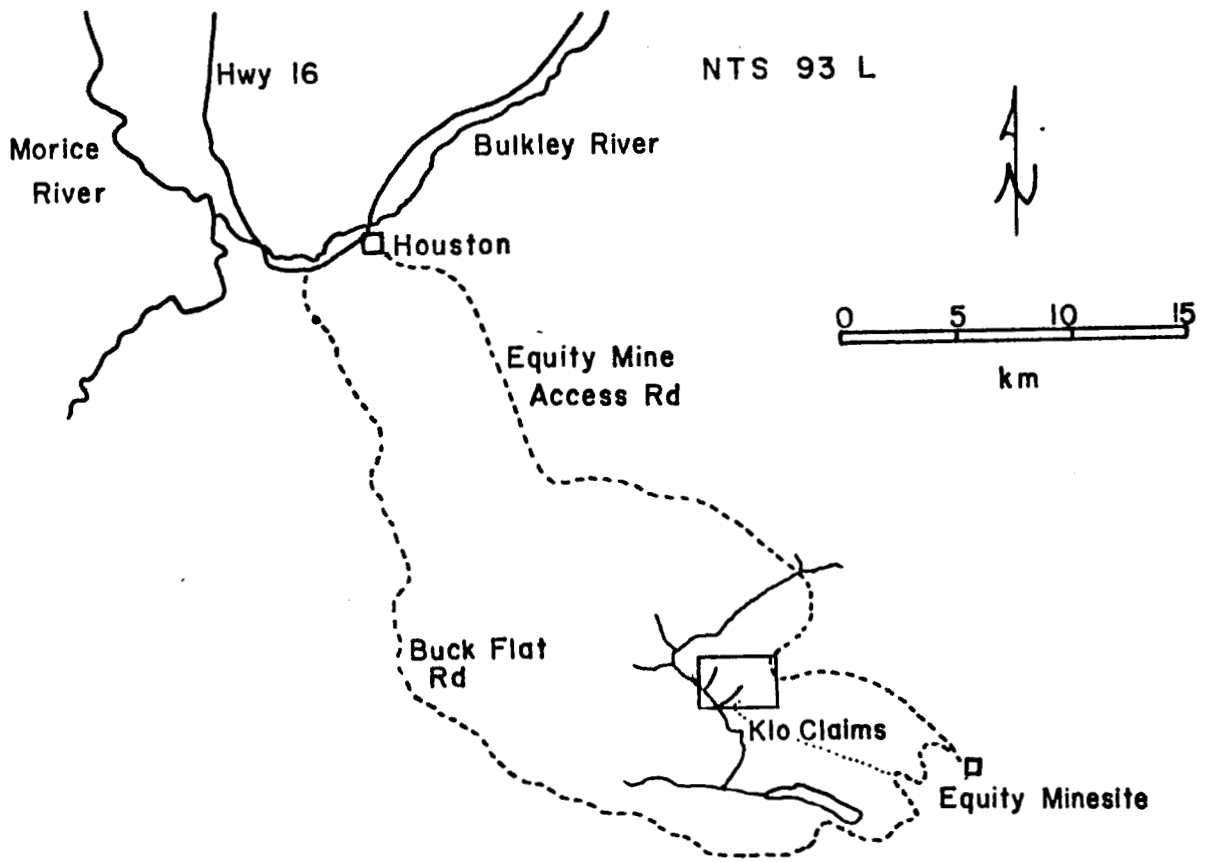 Hwy 16
NTS 93 L
Morice
River
Bulkley River
N
Houston
0 5 10 15
km
Equity Mine
Access Rd
Buck Flat
Rd
Klo Claims
Equity Minesite